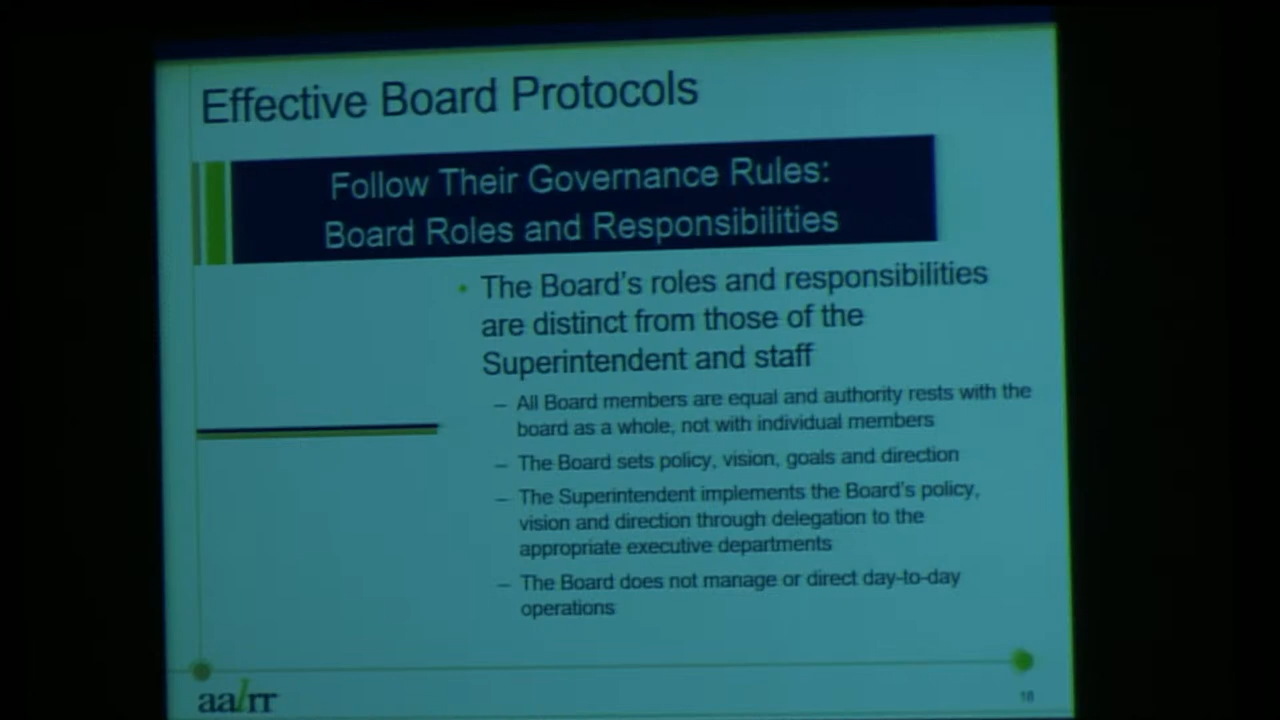 Effective Board Protocols
Follow Their Governance Rules:
Board Roles and Responsibilities
• The Board's roles and responsibilities
are distinct from those of the
Superintendent and staff
– All Board members are equal and authority rests with the
board as a whole, not with individual members
– The Board sets policy, vision, goals and direction
– The Superintendent implements the Board's policy,
vision and direction through delegation to the
appropriate executive departments
– The Board does not manage or direct day-to-day
operations
aalrr
18